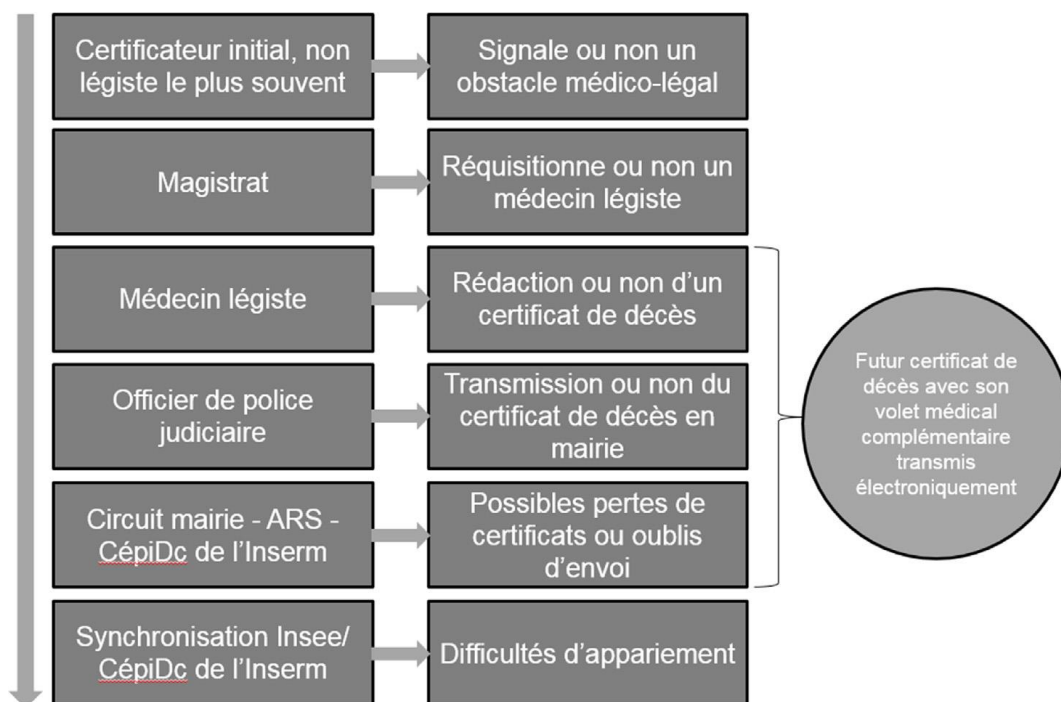 Certificateur initial, non
légiste le plus souvent
Signale ou non un
obstacle médico-légal
Magistrat
Réquisitionne ou non un
médecin légiste
Médecin légiste
Rédaction ou non d'un
certificat de décès
Officier de police
judiciaire
Transmission ou non du
certificat de décès en
mairie
Circuit mairie - ARS -
CépiDc de l'Inserm
Possibles pertes de
certificats ou oublis
d'envoi
Synchronisation Insee/
CépiDc de l'Inserm
Difficultés d'appariement
Futur certificat de
décès avec son
volet médical
complémentaire
transmis
électroniquement